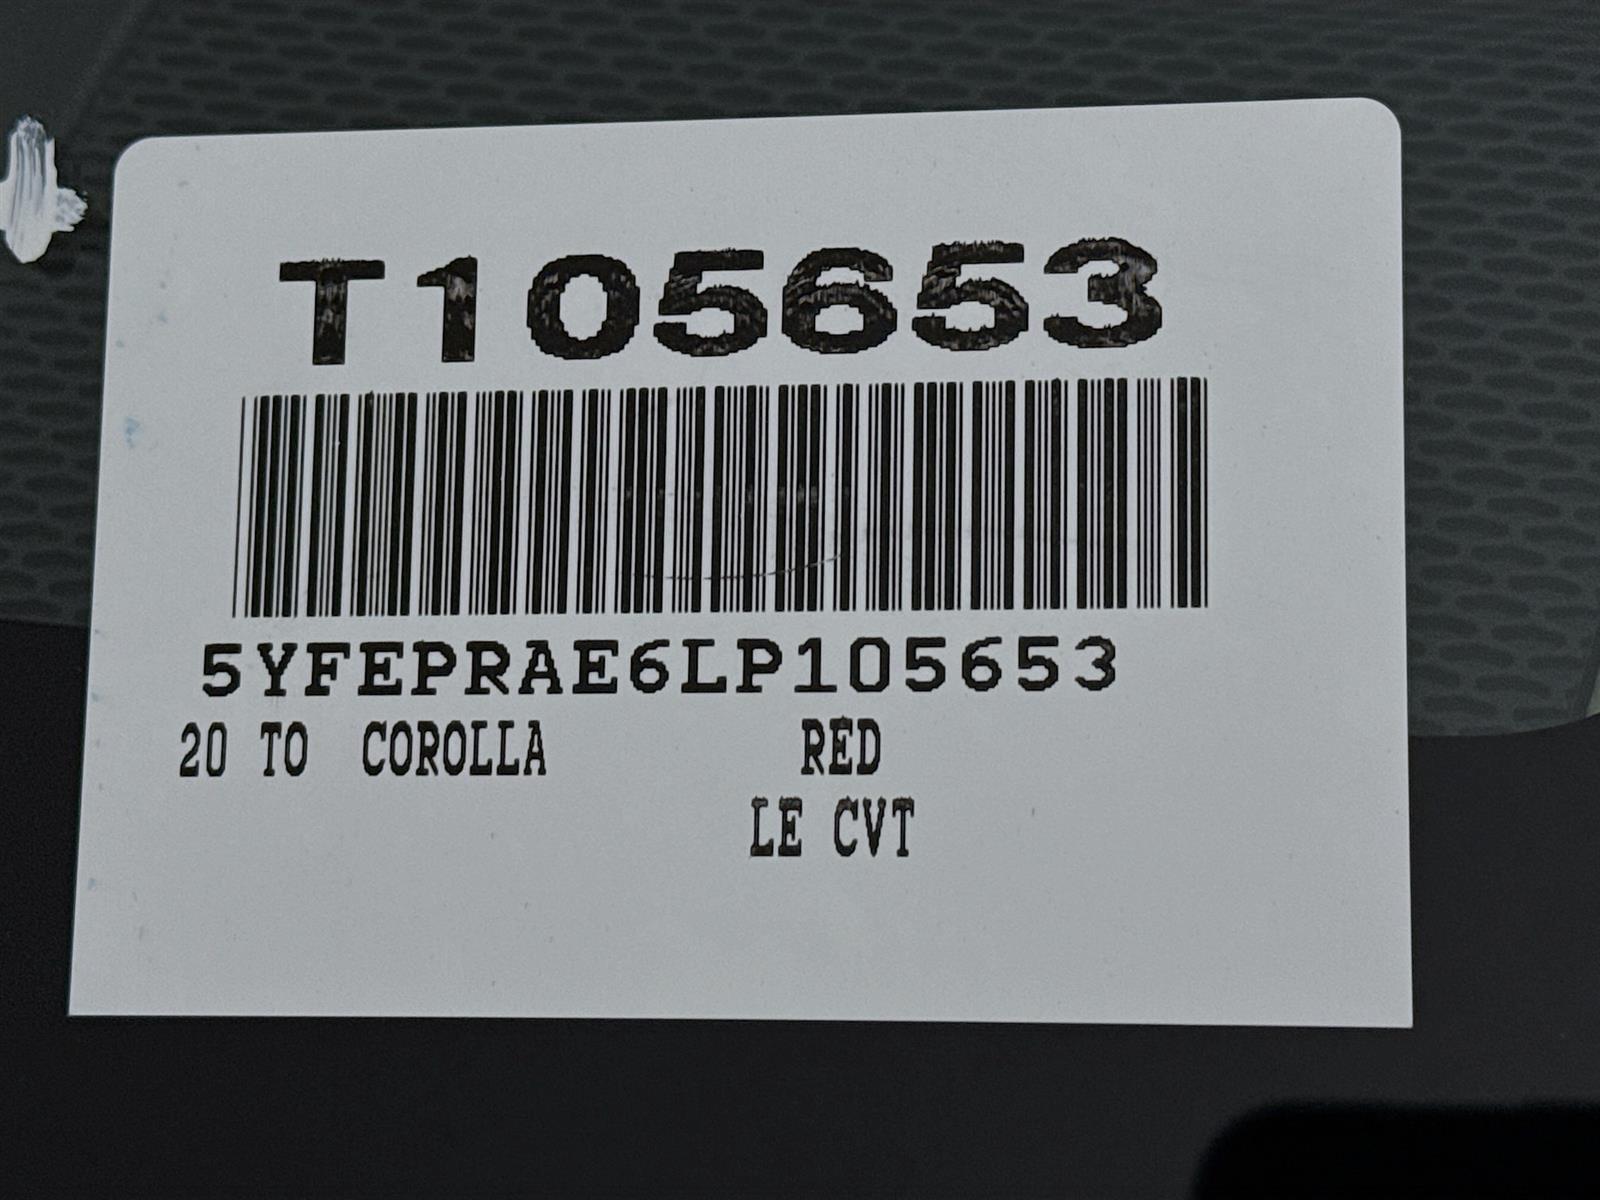 T105653
5YFEPRAE6LP105653
20 TO COROLLA RED
LE CVT